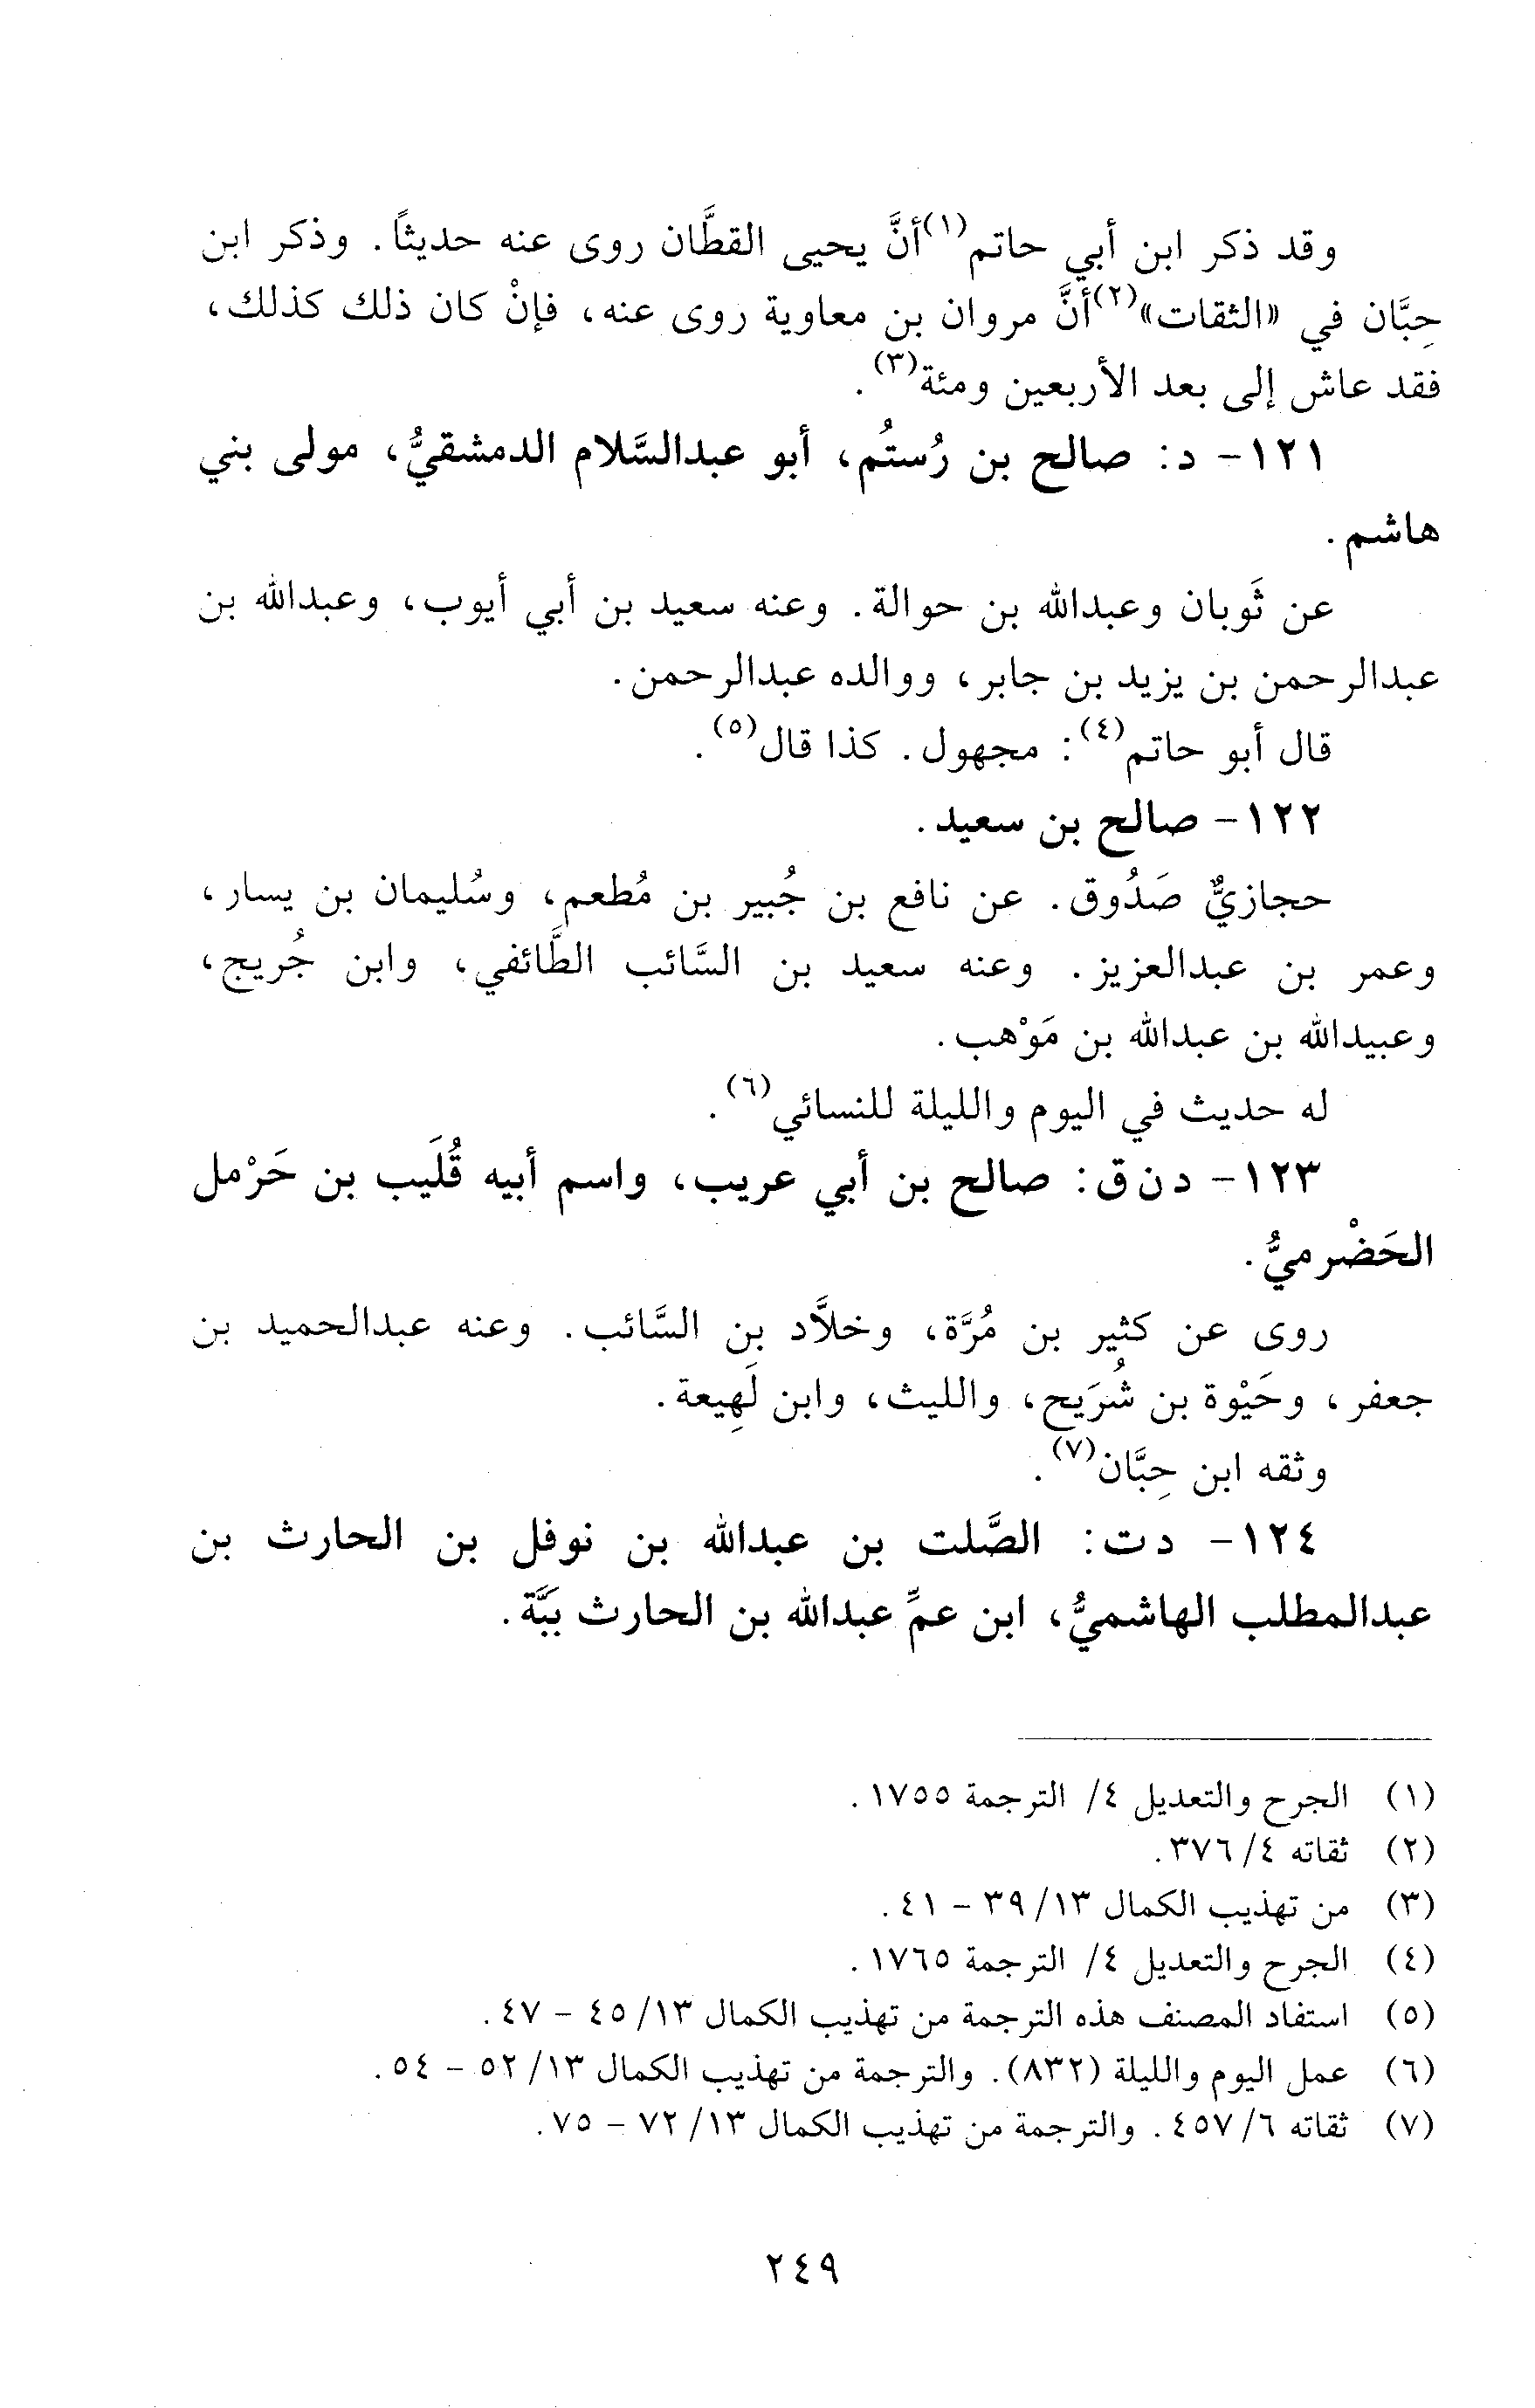 وقد ذكر ابن أبي حاتم(١) أنَّ يحيى القطَّان روى عنه حديثاً. وذكر ابن
حِبَّان في «الثقات»(٢) أنَّ مروان بن معاوية روى عنه، فإنْ كان ذلك كذلك،
فقد عاش إلى بعد الأربعين ومئة(٣).
١٢١- د: صالح بن رُستُم، أبو عبدالسَّلام الدمشقيُّ، مولى بني
هاشم.
عن ثَوبان وعبدالله بن حوالة. وعنه سعيد بن أبي أيوب، وعبدالله بن
عبدالرحمن بن يزيد بن جابر، ووالده عبدالرحمن.
قال أبو حاتم(٤): مجهول. كذا قال(٥).
١٢٢- صالح بن سعيد.
حجازيٌّ صَدُوق. عن نافع بن جُبير بن مُطعم، وسُليمان بن يسار،
وعمر بن عبدالعزيز. وعنه سعيد بن السَّائب الطَّائفي، وابن جُريج،
وعبيدالله بن عبدالله بن مَوْهب.
له حديث في اليوم والليلة للنسائي(٦).
١٢٣- د ن ق: صالح بن أبي عريب، واسم أبيه قُلَيب بن حَرْمل
الحَضْرميُّ.
روى عن كثير بن مُرَّة، وخلاَّد بن السَّائب. وعنه عبدالحميد بن
جعفر، وحَيْوة بن شُرَيح، والليث، وابن لَهِيعة.
وثقه ابن حِبَّان(٧).
١٢٤- د ت: الصَّلت بن عبدالله بن نوفل بن الحارث بن
عبدالمطلب الهاشميُّ، ابن عمِّ عبدالله بن الحارث ببَّة.
(١) الجرح والتعديل ٤/ الترجمة ١٧٥٥.
(٢) ثقاته ٤/ ٣٧٦.
(٣) من تهذيب الكمال ١٣/ ٣٩ - ٤١.
(٤) الجرح والتعديل ٤/ الترجمة ١٧٦٥.
(٥) استفاد المصنف هذه الترجمة من تهذيب الكمال ١٣/ ٤٥ - ٤٧.
(٦) عمل اليوم والليلة (٨٣٢). والترجمة من تهذيب الكمال ١٣/ ٥٢ - ٥٤.
(٧) ثقاته ٦/ ٤٥٧. والترجمة من تهذيب الكمال ١٣/ ٧٢ - ٧٥.
٢٤٩